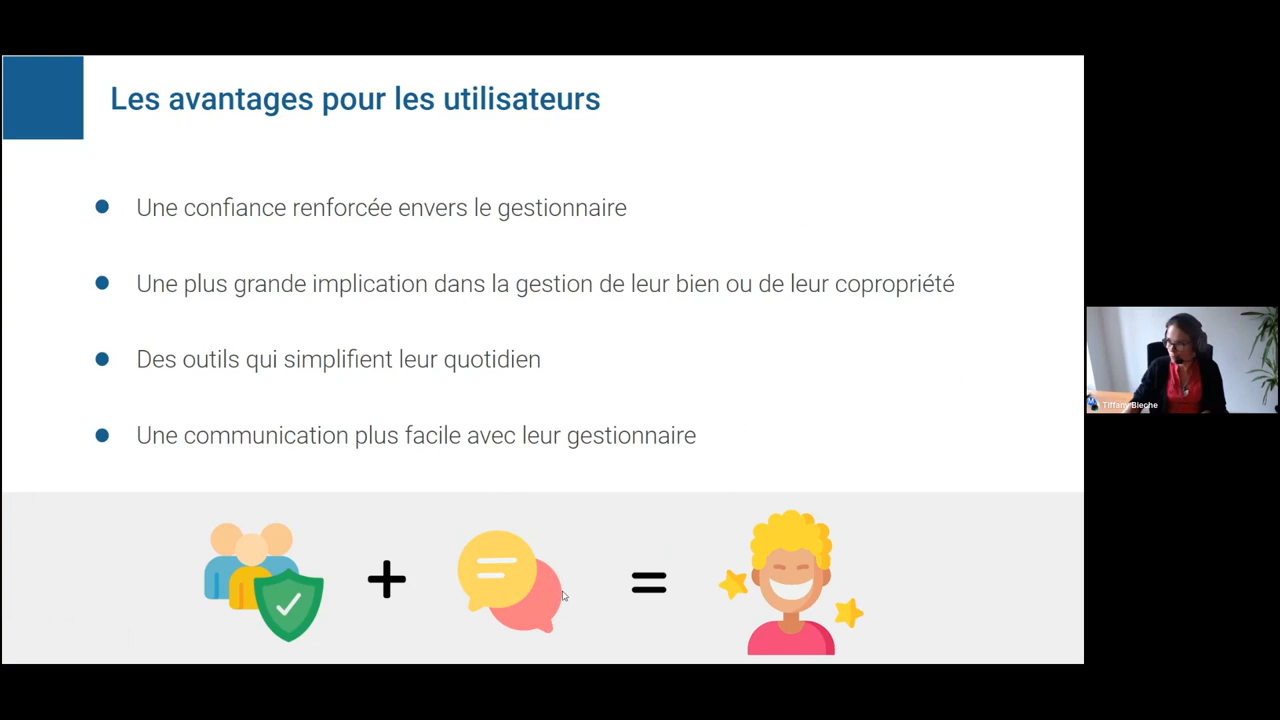 Les avantages pour les utilisateurs
Une confiance renforcée envers le gestionnaire
Une plus grande implication dans la gestion de leur bien ou de leur copropriété
Des outils qui simplifient leur quotidien
Une communication plus facile avec leur gestionnaire
Tiffany Bleche